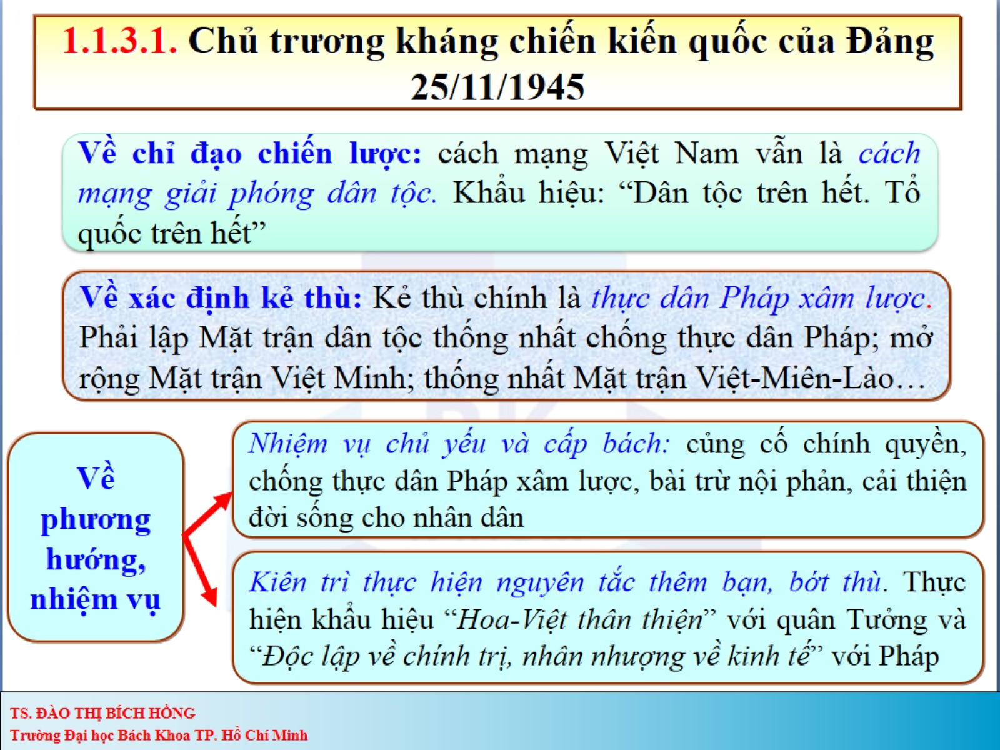 1.1.3.1. Chủ trương kháng chiến kiến quốc của Đảng
25/11/1945
Về chỉ đạo chiến lược: cách mạng Việt Nam vẫn là cách
mạng giải phóng dân tộc. Khẩu hiệu: “Dân tộc trên hết. Tổ
quốc trên hết”
Về xác định kẻ thù: Kẻ thù chính là thực dân Pháp xâm lược.
Phải lập Mặt trận dân tộc thống nhất chống thực dân Pháp; mở
rộng Mặt trận Việt Minh; thống nhất Mặt trận Việt-Miên-Lào…
Về
phương
hướng,
nhiệm vụ
Nhiệm vụ chủ yếu và cấp bách: củng cố chính quyền,
chống thực dân Pháp xâm lược, bài trừ nội phản, cải thiện
đời sống cho nhân dân
Kiên trì thực hiện nguyên tắc thêm bạn, bớt thù. Thực
hiện khẩu hiệu “Hoa-Việt thân thiện” với quân Tưởng và
“Độc lập về chính trị, nhân nhượng về kinh tế” với Pháp
TS. ĐÀO THỊ BÍCH HỒNG
Trường Đại học Bách Khoa TP. Hồ Chí Minh